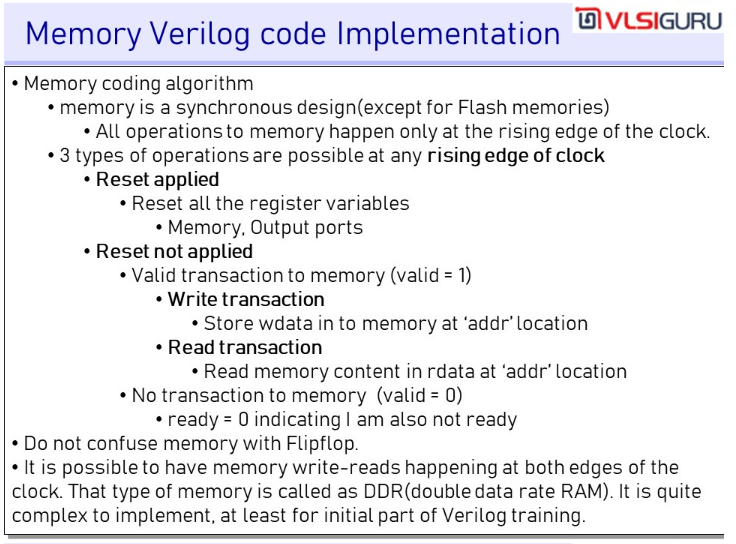 Memory Verilog code Implementation
VLSIGURU
• Memory coding algorithm
• memory is a synchronous design(except for Flash memories)
• All operations to memory happen only at the rising edge of the clock.
• 3 types of operations are possible at any rising edge of clock
• Reset applied
• Reset all the register variables
• Memory, Output ports
• Reset not applied
• Valid transaction to memory (valid = 1)
• Write transaction
• Store wdata in to memory at ‘addr’ location
• Read transaction
• Read memory content in rdata at ‘addr’ location
• No transaction to memory (valid = 0)
• ready = 0 indicating I am also not ready
• Do not confuse memory with Flipflop.
• It is possible to have memory write-reads happening at both edges of the
clock. That type of memory is called as DDR(double data rate RAM). It is quite
complex to implement, at least for initial part of Verilog training.